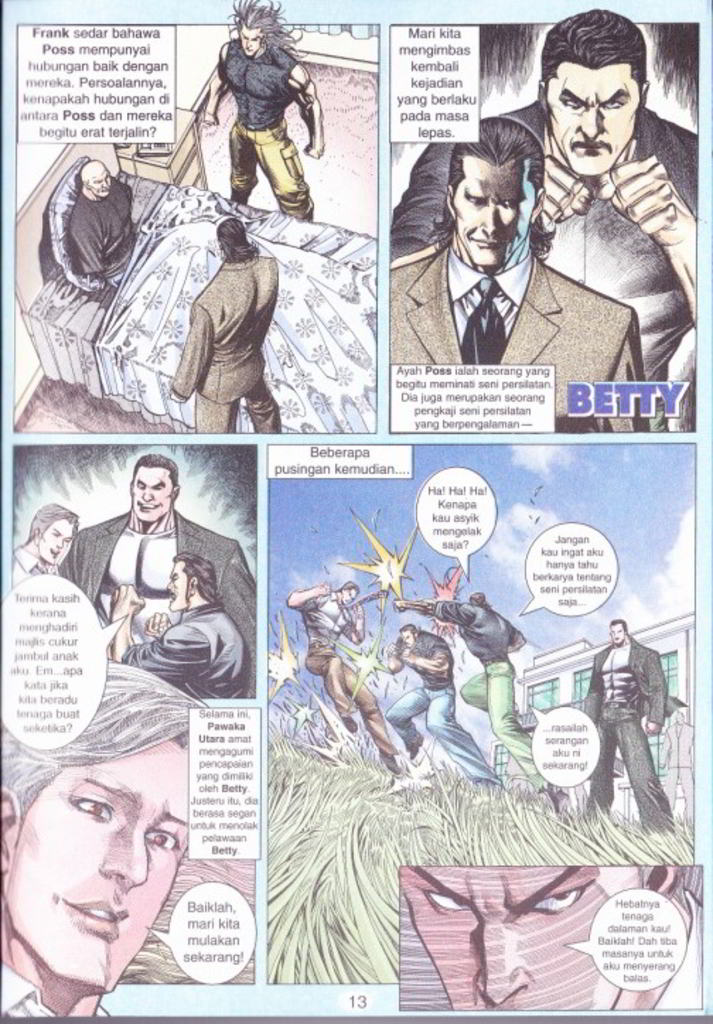 Frank sedar bahawa
Poss mempunyai
hubungan baik dengan
mereka. Persoalannya,
kenapakah hubungan di
antara Poss dan mereka
begitu erat terjalin?
Mari kita
mengimbas
kembali
kejadian
yang berlaku
pada masa
lepas.
Ayah Poss ialah seorang yang
begitu meminati seni persilatan.
Dia juga merupakan seorang
pengkaji seni persilatan
yang berpengalaman —
BETTY
Terima kasih
kerana
menghadiri
majlis cukur
jambul anak
aku. Em...apa
kata jika
kita beradu
tenaga buat
seketika?
Selama ini,
Pawaka
Utara amat
mengagumi
pencapaian
yang dimiliki
oleh Betty.
Justeru itu, dia
berasa segan
untuk menolak
pelawaan
Betty.
Baiklah,
mari kita
mulakan
sekarang!
Beberapa
pusingan kemudian....
Ha! Ha! Ha!
Kenapa
kau asyik
mengelak
saja?
Jangan
kau ingat aku
hanya tahu
berkarya tentang
seni persilatan
saja...
...rasailah
serangan
aku ni
sekarang!
Hebatnya
tenaga
dalaman kau!
Baiklah! Dah tiba
masanya untuk
aku menyerang
balas.
13